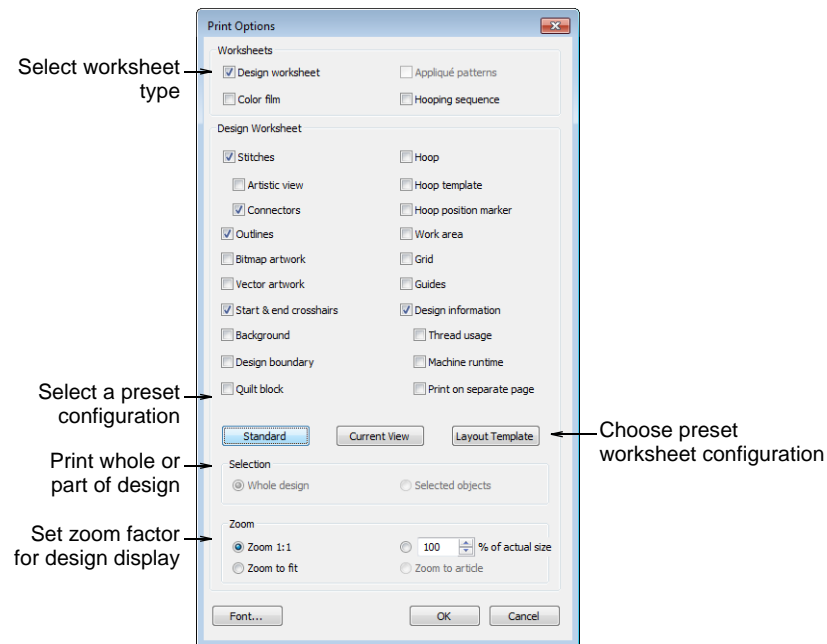 Print Options
Worksheets
Select worksheet
type
Design worksheet
Appliqué patterns
Color film
Hooping sequence
Design Worksheet
Stitches
Hoop
Artistic view
Hoop template
Connectors
Hoop position marker
Outlines
Work area
Bitmap artwork
Grid
Vector artwork
Guides
Start & end crosshairs
Design information
Background
Thread usage
Design boundary
Machine runtime
Quilt block
Print on separate page
Select a preset
configuration
Standard
Current View
Layout Template
Choose preset
worksheet configuration
Print whole or
part of design
Selection
Whole design
Selected objects
Set zoom factor
for design display
Zoom
Zoom 1:1
100 % of actual size
Zoom to fit
Zoom to article
Font...
OK
Cancel